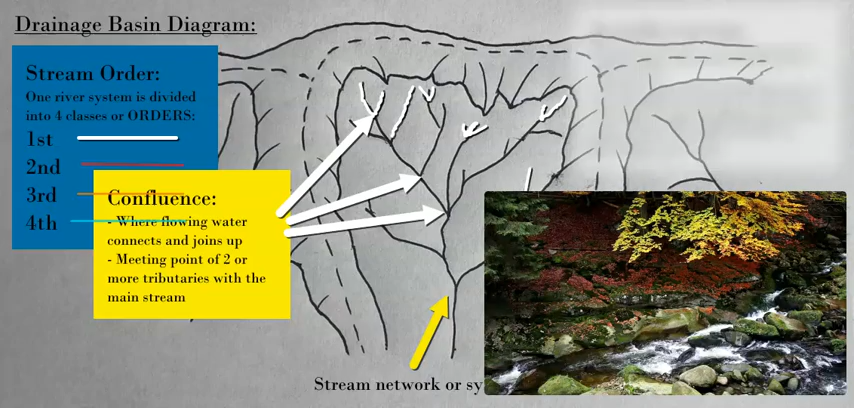 Drainage Basin Diagram:
Stream Order:
One river system is divided
into 4 classes or ORDERS:
1st
2nd
3rd
4th
Confluence:
- Where flowing water
connects and joins up
- Meeting point of 2 or
more tributaries with the
main stream
Stream network or sy